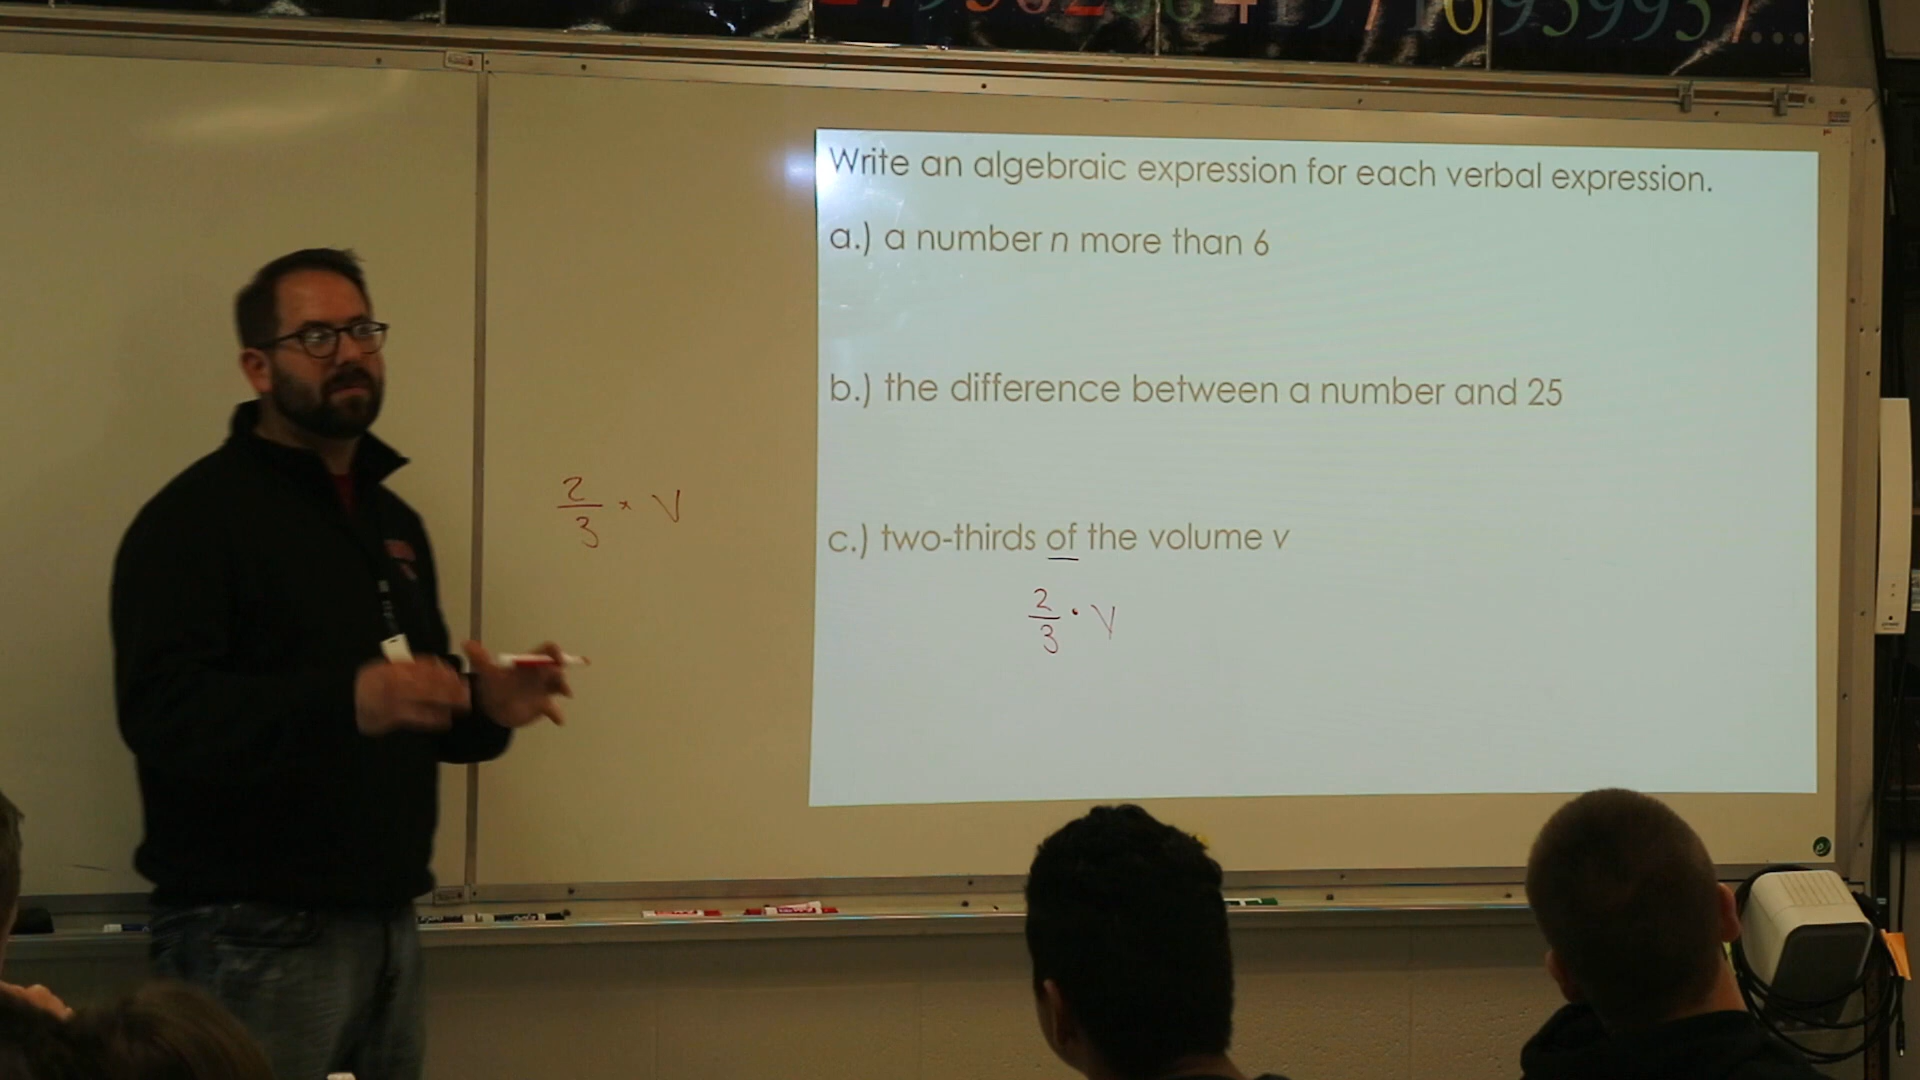 Write an algebraic expression for each verbal expression.
a.) a number n more than 6
b.) the difference between a number and 25
2/3 × V
c.) two-thirds of the volume v
2/3 · V